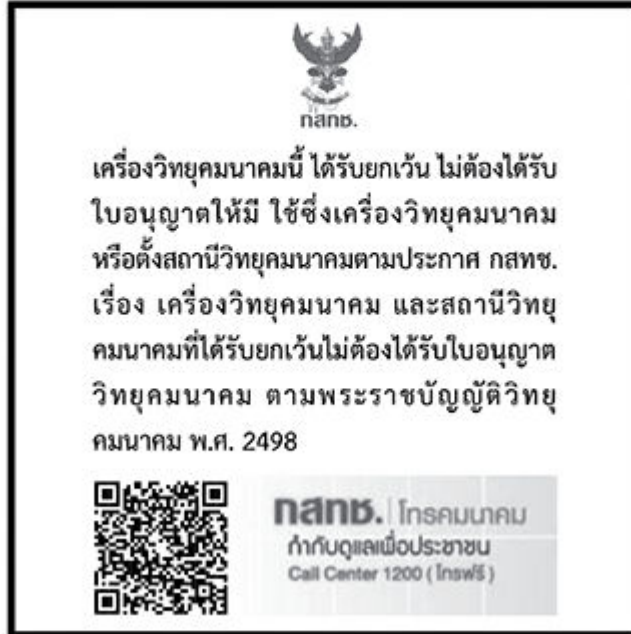 กสทช.
เครื่องวิทยุคมนาคมนี้ ได้รับยกเว้น ไม่ต้องได้รับ
ใบอนุญาตให้มี ใช้ซึ่งเครื่องวิทยุคมนาคม
หรือตั้งสถานีวิทยุคมนาคมตามประกาศ กสทช.
เรื่อง เครื่องวิทยุคมนาคม และสถานีวิทยุ
คมนาคมที่ได้รับยกเว้นไม่ต้องได้รับใบอนุญาต
วิทยุคมนาคม ตามพระราชบัญญัติวิทยุ
คมนาคม พ.ศ. 2498
กสทช. | โทรคมนาคม
กำกับดูแลเพื่อประชาชน
Call Center 1200 ( โทรฟรี )